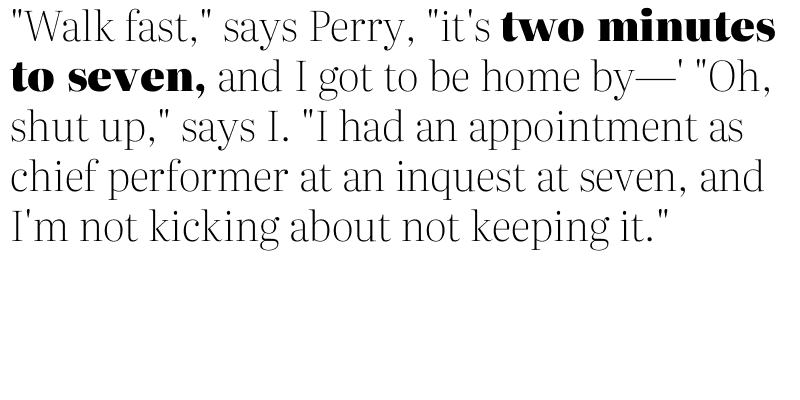 "Walk fast," says Perry, "it's two minutes
to seven, and I got to be home by—' "Oh,
shut up," says I. "I had an appointment as
chief performer at an inquest at seven, and
I'm not kicking about not keeping it."